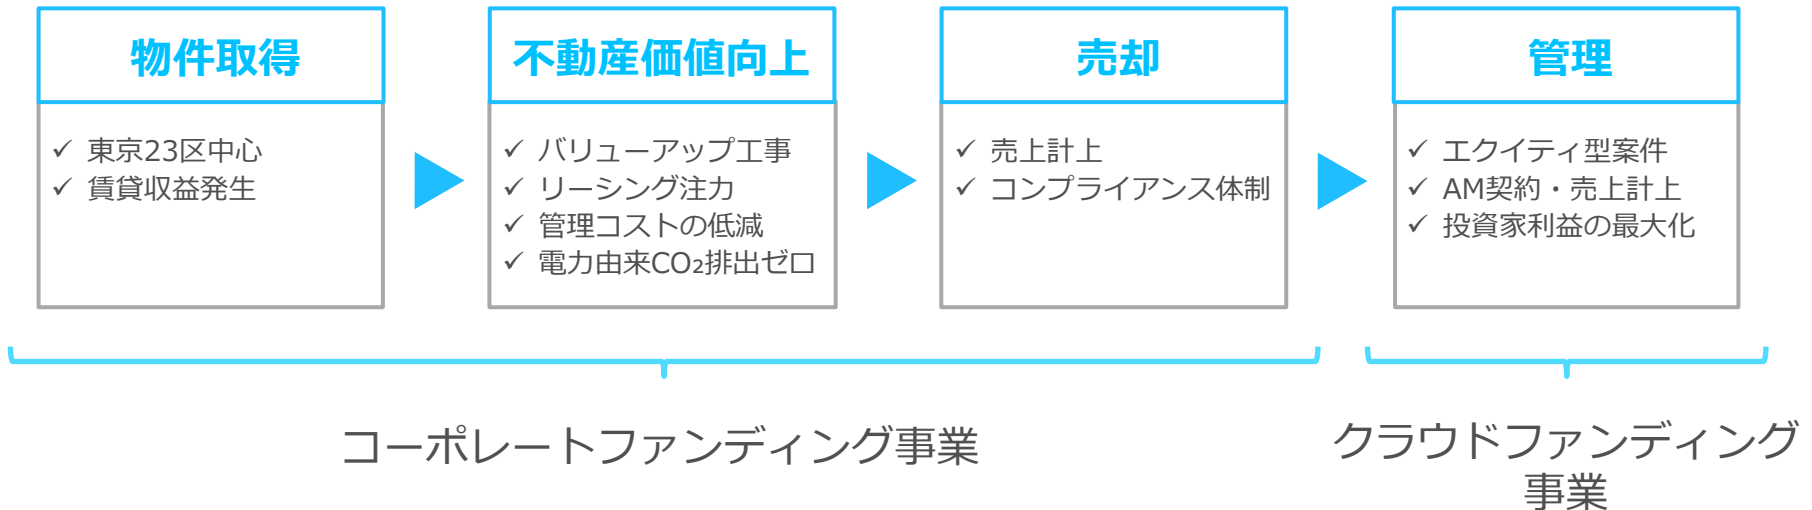 物件取得
✓ 東京23区中心
✓ 賃貸収益発生
不動産価値向上
✓ バリューアップ工事
✓ リーシング注力
✓ 管理コストの低減
✓ 電力由来CO₂排出ゼロ
売却
✓ 売上計上
✓ コンプライアンス体制
管理
✓ エクイティ型案件
✓ AM契約・売上計上
✓ 投資家利益の最大化
コーポレートファンディング事業
クラウドファンディング
事業